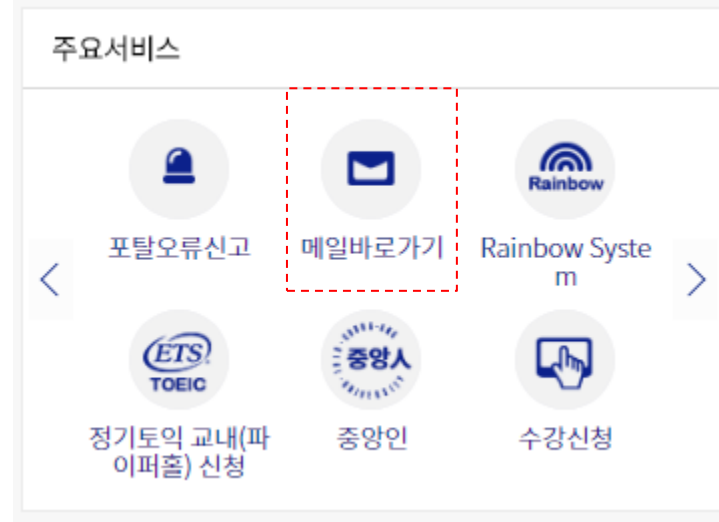 주요서비스
Rainbow
포탈오류신고
메일바로가기
Rainbow Syste
m
ETS
TOEIC
중앙人
정기토익 교내(파
이퍼홀) 신청
중앙인
수강신청